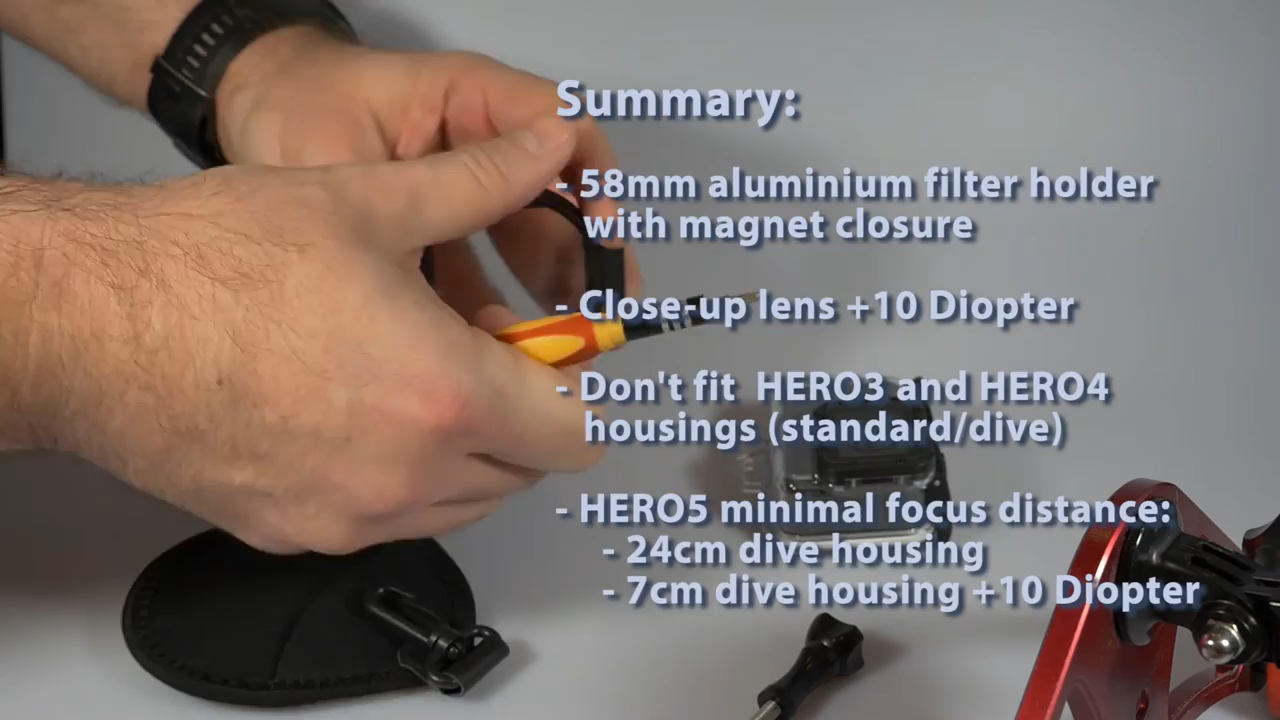 Summary:
- 58mm aluminium filter holder
with magnet closure
- Close-up lens +10 Diopter
- Don't fit  HERO3 and HERO4
housings (standard/dive)
- HERO5 minimal focus distance:
- 24cm dive housing
- 7cm dive housing +10 Diopter